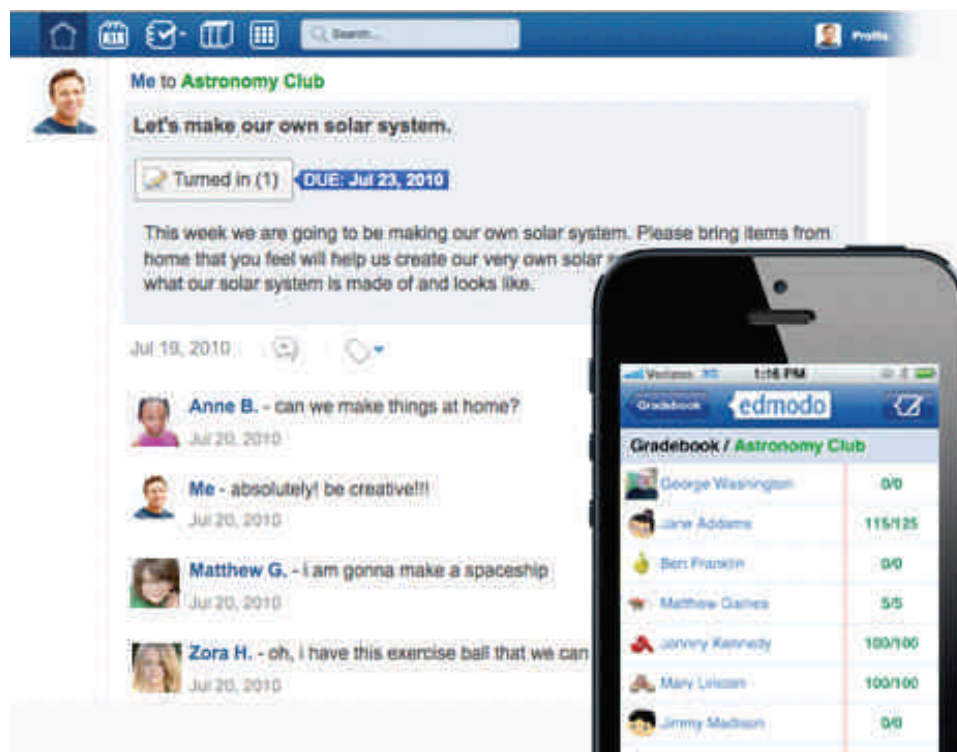 Search...
Profile
Me to Astronomy Club
Let's make our own solar system.
Turned in (1) DUE: Jul 23, 2010
This week we are going to be making our own solar system. Please bring items from
home that you feel will help us create our very own solar
what our solar system is made of and looks like.
Jul 19, 2010
Anne B. - can we make things at home?
Jul 20, 2010
Me - absolutely! be creative!!!
Jul 20, 2010
Matthew G. - i am gonna make a spaceship
Jul 20, 2010
Zora H. - oh, i have this exercise ball that we can
Jul 20, 2010
Verizon 3G 1:16 PM
Gradebook edmodo
Gradebook / Astronomy Club
George Washington 0/0
Jane Addams 115/125
Ben Franklin 0/0
Matthew Garnes 5/5
Johnny Kennedy 100/100
Mary Lincoln 100/100
Jimmy Madison 0/0